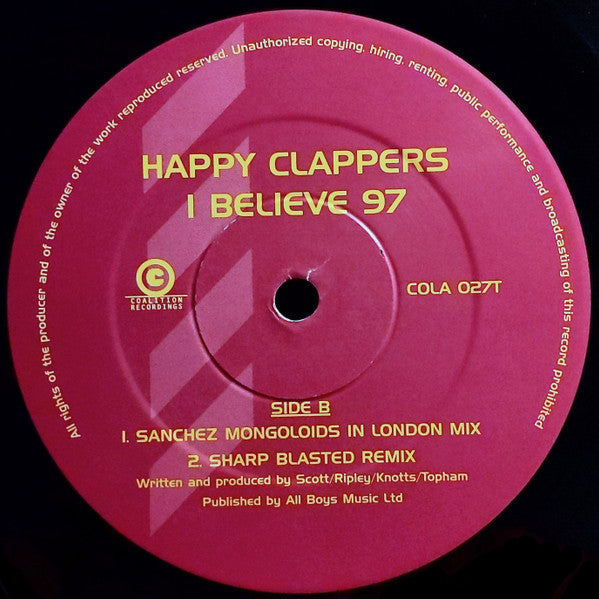 All rights of the producer and of the owner of the work reproduced reserved. Unauthorized copying, hiring, renting, public performance and broadcasting of this record prohibited
HAPPY CLAPPERS
I BELIEVE 97
C
COALITION
RECORDINGS
COLA 027T
SIDE B
1. SANCHEZ MONGOLOIDS IN LONDON MIX
2. SHARP BLASTED REMIX
Written and produced by Scott/Ripley/Knotts/Topham
Published by All Boys Music Ltd